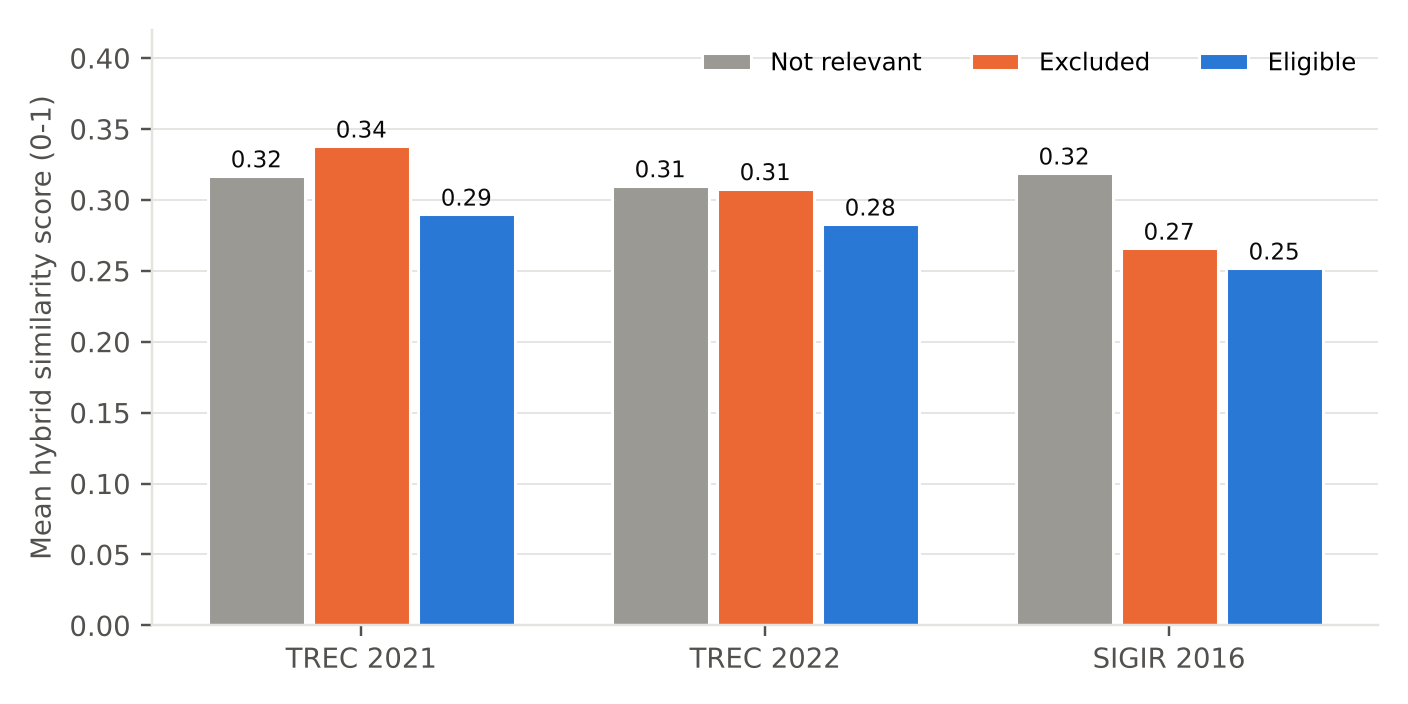 Mean hybrid similarity score (0-1)
0.40
0.35
0.30
0.25
0.20
0.15
0.10
0.05
0.00
Not relevant Excluded Eligible
0.32 0.34 0.29
0.31 0.31 0.28
0.32 0.27 0.25
TREC 2021 TREC 2022 SIGIR 2016